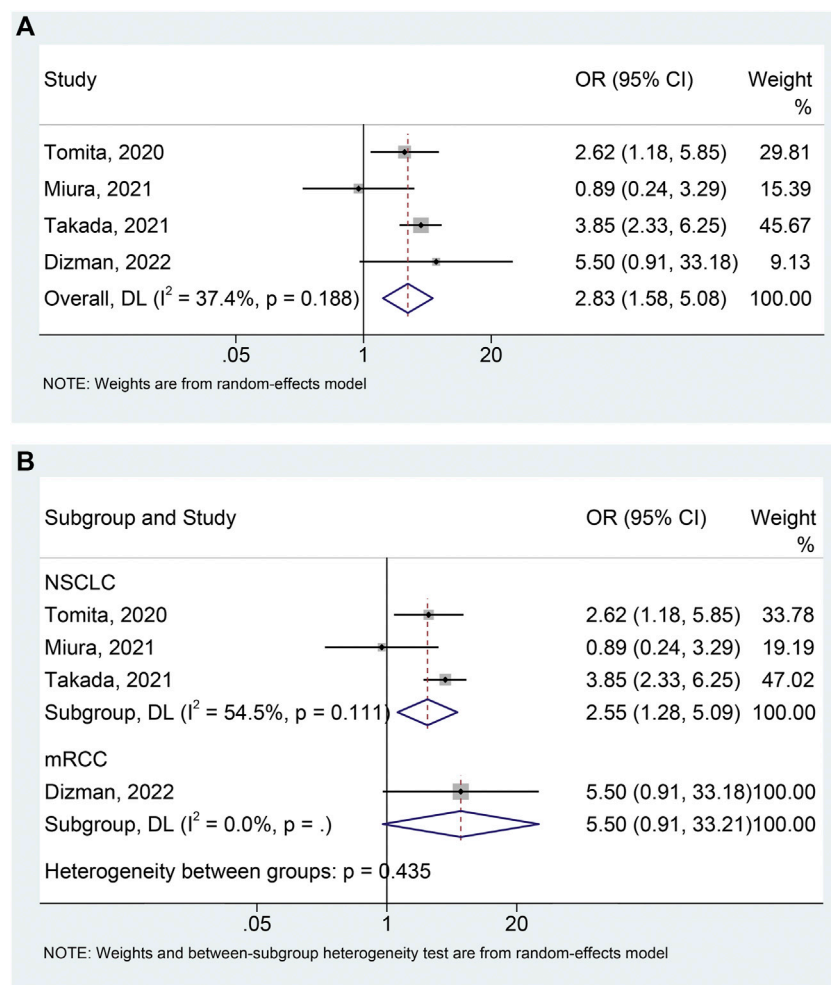 A
Study OR (95% CI) Weight
%
Tomita, 2020 2.62 (1.18, 5.85) 29.81
Miura, 2021 0.89 (0.24, 3.29) 15.39
Takada, 2021 3.85 (2.33, 6.25) 45.67
Dizman, 2022 5.50 (0.91, 33.18) 9.13
Overall, DL (I² = 37.4%, p = 0.188) 2.83 (1.58, 5.08) 100.00
.05 1 20
NOTE: Weights are from random-effects model
B
Subgroup and Study OR (95% CI) Weight
%
NSCLC
Tomita, 2020 2.62 (1.18, 5.85) 33.78
Miura, 2021 0.89 (0.24, 3.29) 19.19
Takada, 2021 3.85 (2.33, 6.25) 47.02
Subgroup, DL (I² = 54.5%, p = 0.111) 2.55 (1.28, 5.09) 100.00
mRCC
Dizman, 2022 5.50 (0.91, 33.18) 100.00
Subgroup, DL (I² = 0.0%, p = .) 5.50 (0.91, 33.21) 100.00
Heterogeneity between groups: p = 0.435
.05 1 20
NOTE: Weights and between-subgroup heterogeneity test are from random-effects model